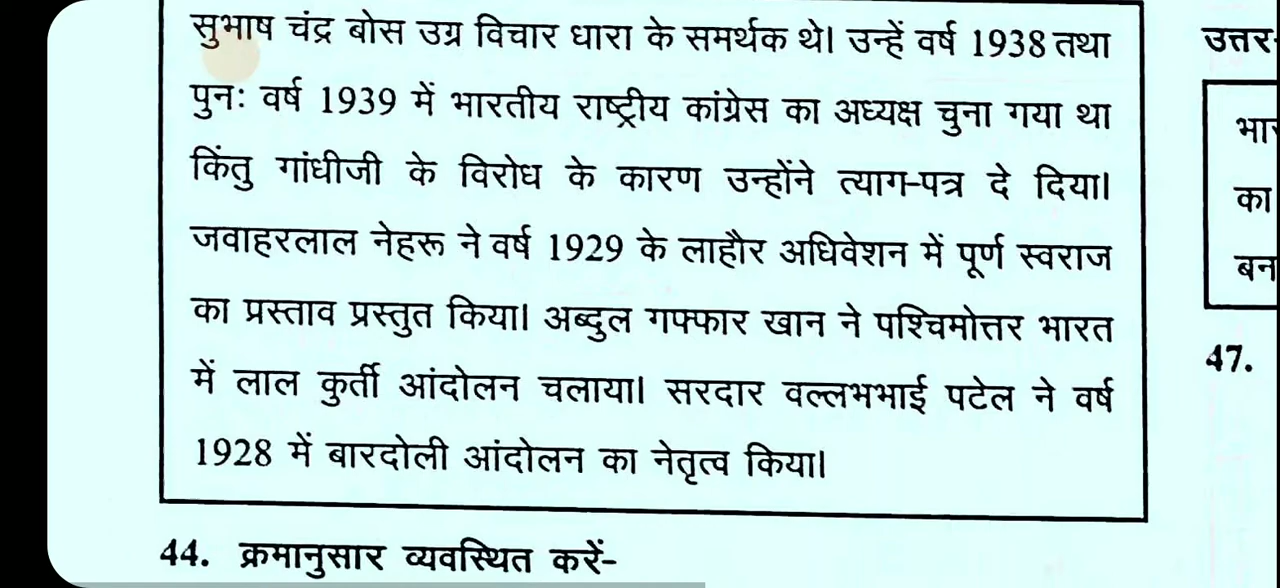 सुभाष चंद्र बोस उग्र विचार धारा के समर्थक थे। उन्हें वर्ष 1938 तथा
पुनः वर्ष 1939 में भारतीय राष्ट्रीय कांग्रेस का अध्यक्ष चुना गया था
किंतु गांधीजी के विरोध के कारण उन्होंने त्याग-पत्र दे दिया।
जवाहरलाल नेहरू ने वर्ष 1929 के लाहौर अधिवेशन में पूर्ण स्वराज
का प्रस्ताव प्रस्तुत किया। अब्दुल गफ्फार खान ने पश्चिमोत्तर भारत
में लाल कुर्ती आंदोलन चलाया। सरदार वल्लभभाई पटेल ने वर्ष
1928 में बारदोली आंदोलन का नेतृत्व किया।
44. क्रमानुसार व्यवस्थित करें-
उत्तर-
का
बन
47.